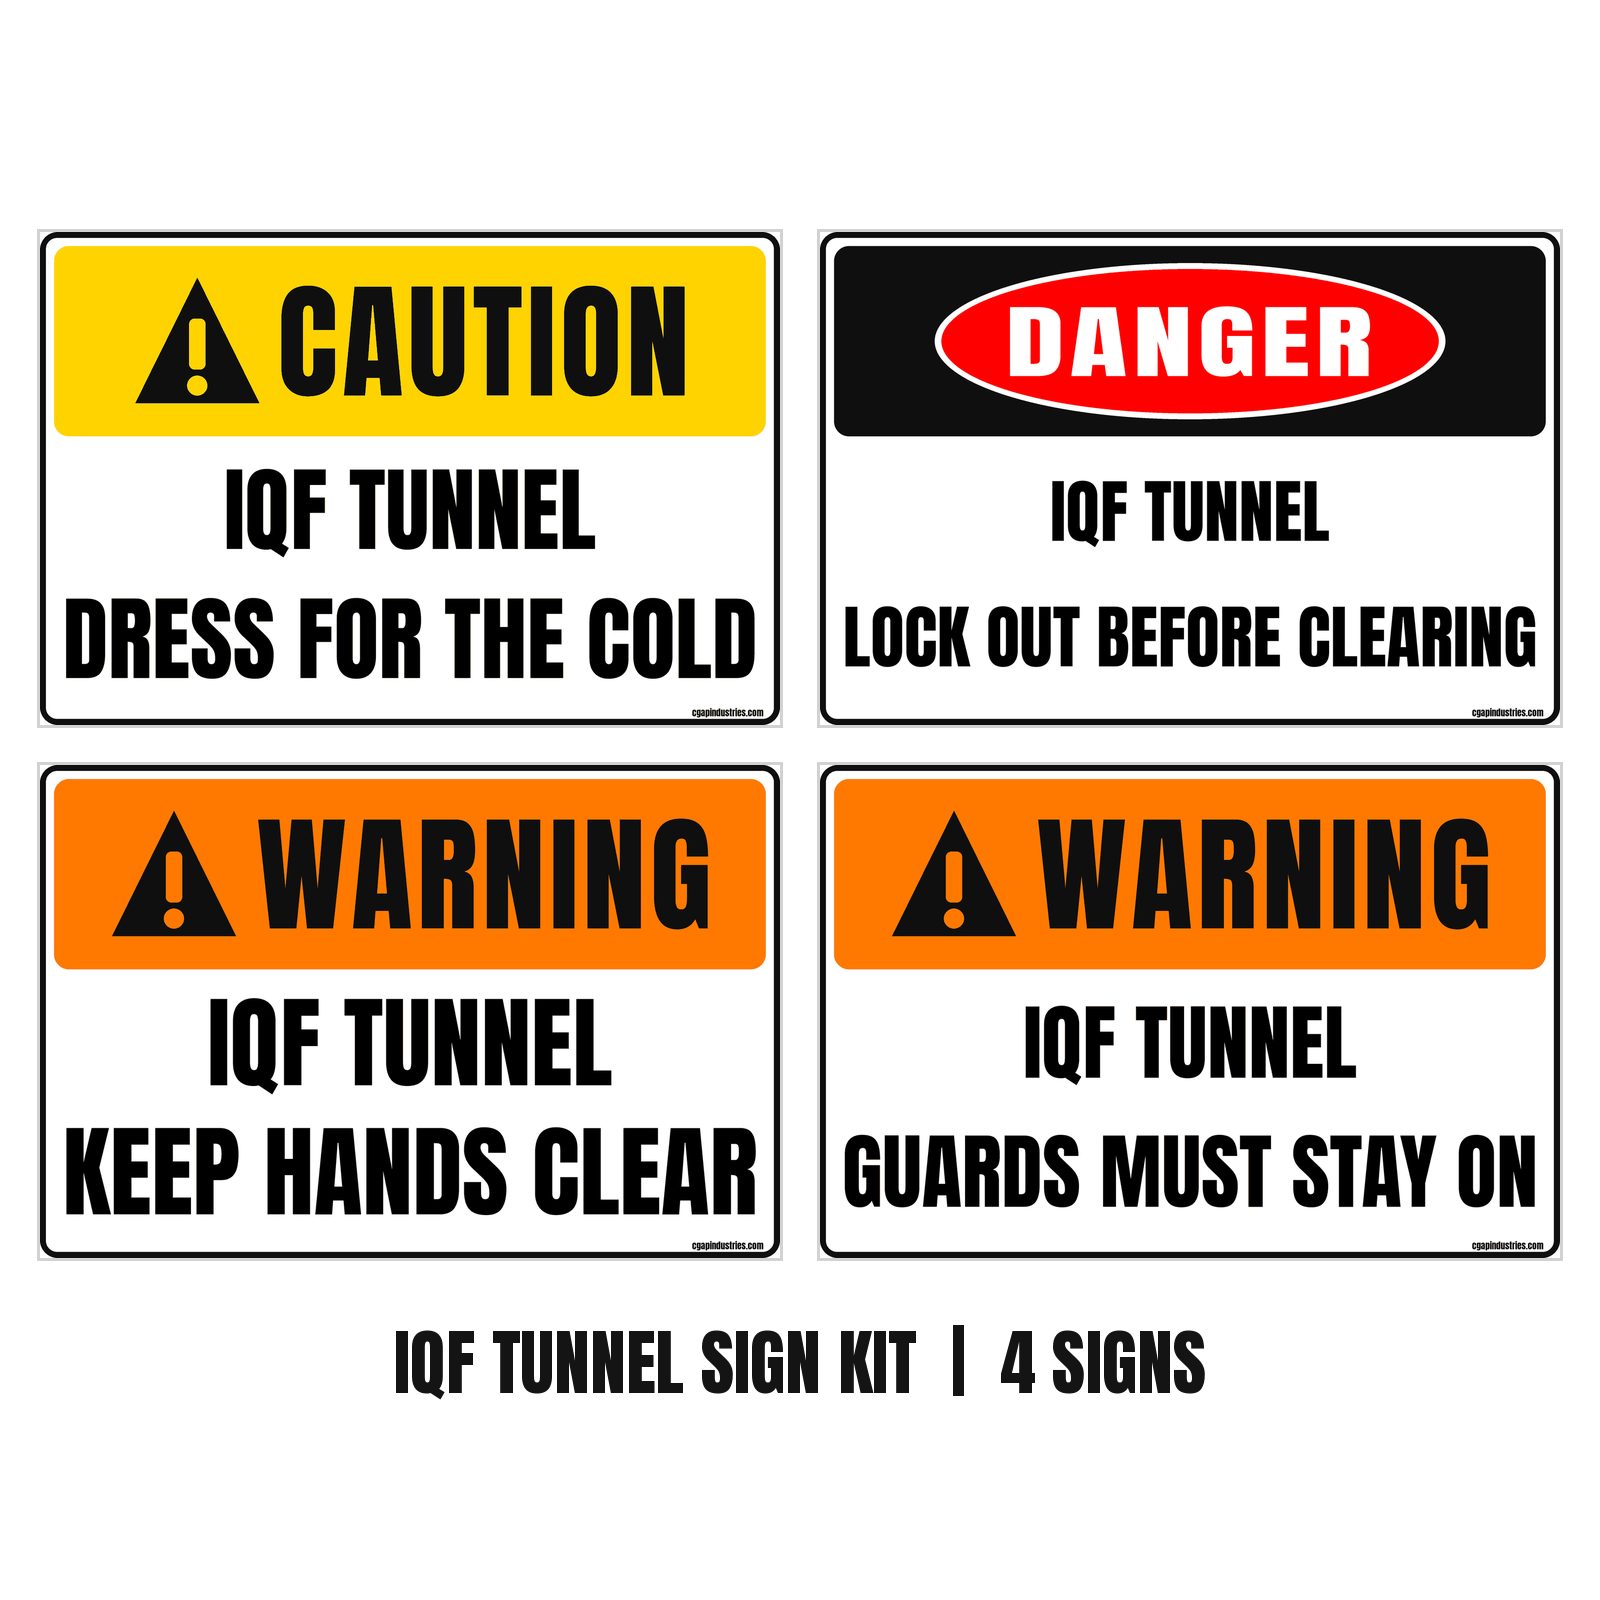 CAUTION
IQF TUNNEL
DRESS FOR THE COLD
cgapindustries.com
DANGER
IQF TUNNEL
LOCK OUT BEFORE CLEARING
cgapindustries.com
WARNING
IQF TUNNEL
KEEP HANDS CLEAR
cgapindustries.com
WARNING
IQF TUNNEL
GUARDS MUST STAY ON
cgapindustries.com
IQF TUNNEL SIGN KIT | 4 SIGNS